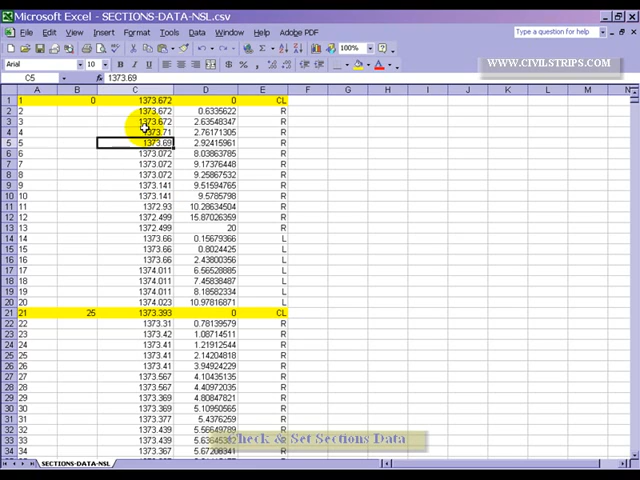 Microsoft Excel - SECTIONS-DATA-NSL.csv
File Edit View Insert Format Tools Data Window Help Adobe PDF
Type a question for help
100%
WWW.CIVILSTRIPS.COM
Arial 10 B I U
C5 fx 1373.69
A B C D E F G H I J K L M N
1 1 0 1373.672 0 CL
2 2 1373.672 0.6335622 R
3 3 1373.672 2.63548347 R
4 4 1373.71 2.76171305 R
5 5 1373.69 2.92415961 R
6 6 1373.072 8.03863785 R
7 7 1373.072 9.17376448 R
8 8 1373.072 9.25867532 R
9 9 1373.141 9.51594765 R
10 10 1373.141 9.5785798 R
11 11 1372.93 10.28634504 R
12 12 1372.499 15.87026359 R
13 13 1372.499 20 R
14 14 1373.66 0.15679366 L
15 15 1373.66 0.8024425 L
16 16 1373.66 2.43800356 L
17 17 1374.011 6.56528885 L
18 18 1374.011 7.45838487 L
19 19 1374.011 8.18582334 L
20 20 1374.023 10.97816871 L
21 21 25 1373.393 0 CL
22 22 1373.31 0.78139579 R
23 23 1373.42 1.08714511 R
24 24 1373.41 1.21912544 R
25 25 1373.41 2.14204818 R
26 26 1373.41 3.94924229 R
27 27 1373.567 4.10435135 R
28 28 1373.567 4.40972035 R
29 29 1373.369 4.50965251 R
30 30 1373.369 5.10950565 R
31 31 1373.377 5.4376259 R
32 32 1373.439 5.58658989 R
33 33 1373.439 R
34 34 1373.367 5.67208341 R
Check & Set Sections Data
SECTIONS-DATA-NSL